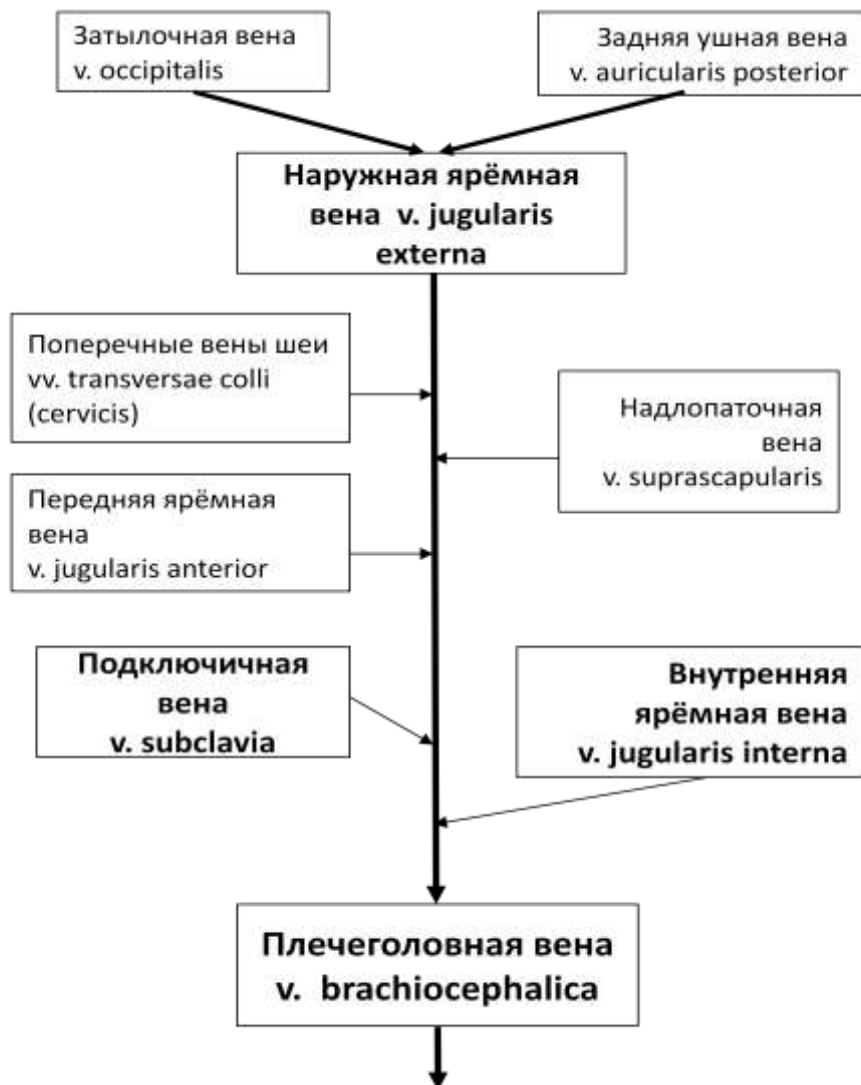 Затылочная вена
v. occipitalis
Задняя ушная вена
v. auricularis posterior
Наружная ярёмная
вена v. jugularis
externa
Поперечные вены шеи
vv. transversae colli
(cervicis)
Надлопаточная
вена
v. suprascapularis
Передняя ярёмная
вена
v. jugularis anterior
Подключичная
вена
v. subclavia
Внутренняя
ярёмная вена
v. jugularis interna
Плечеголовная вена
v. brachiocephalica